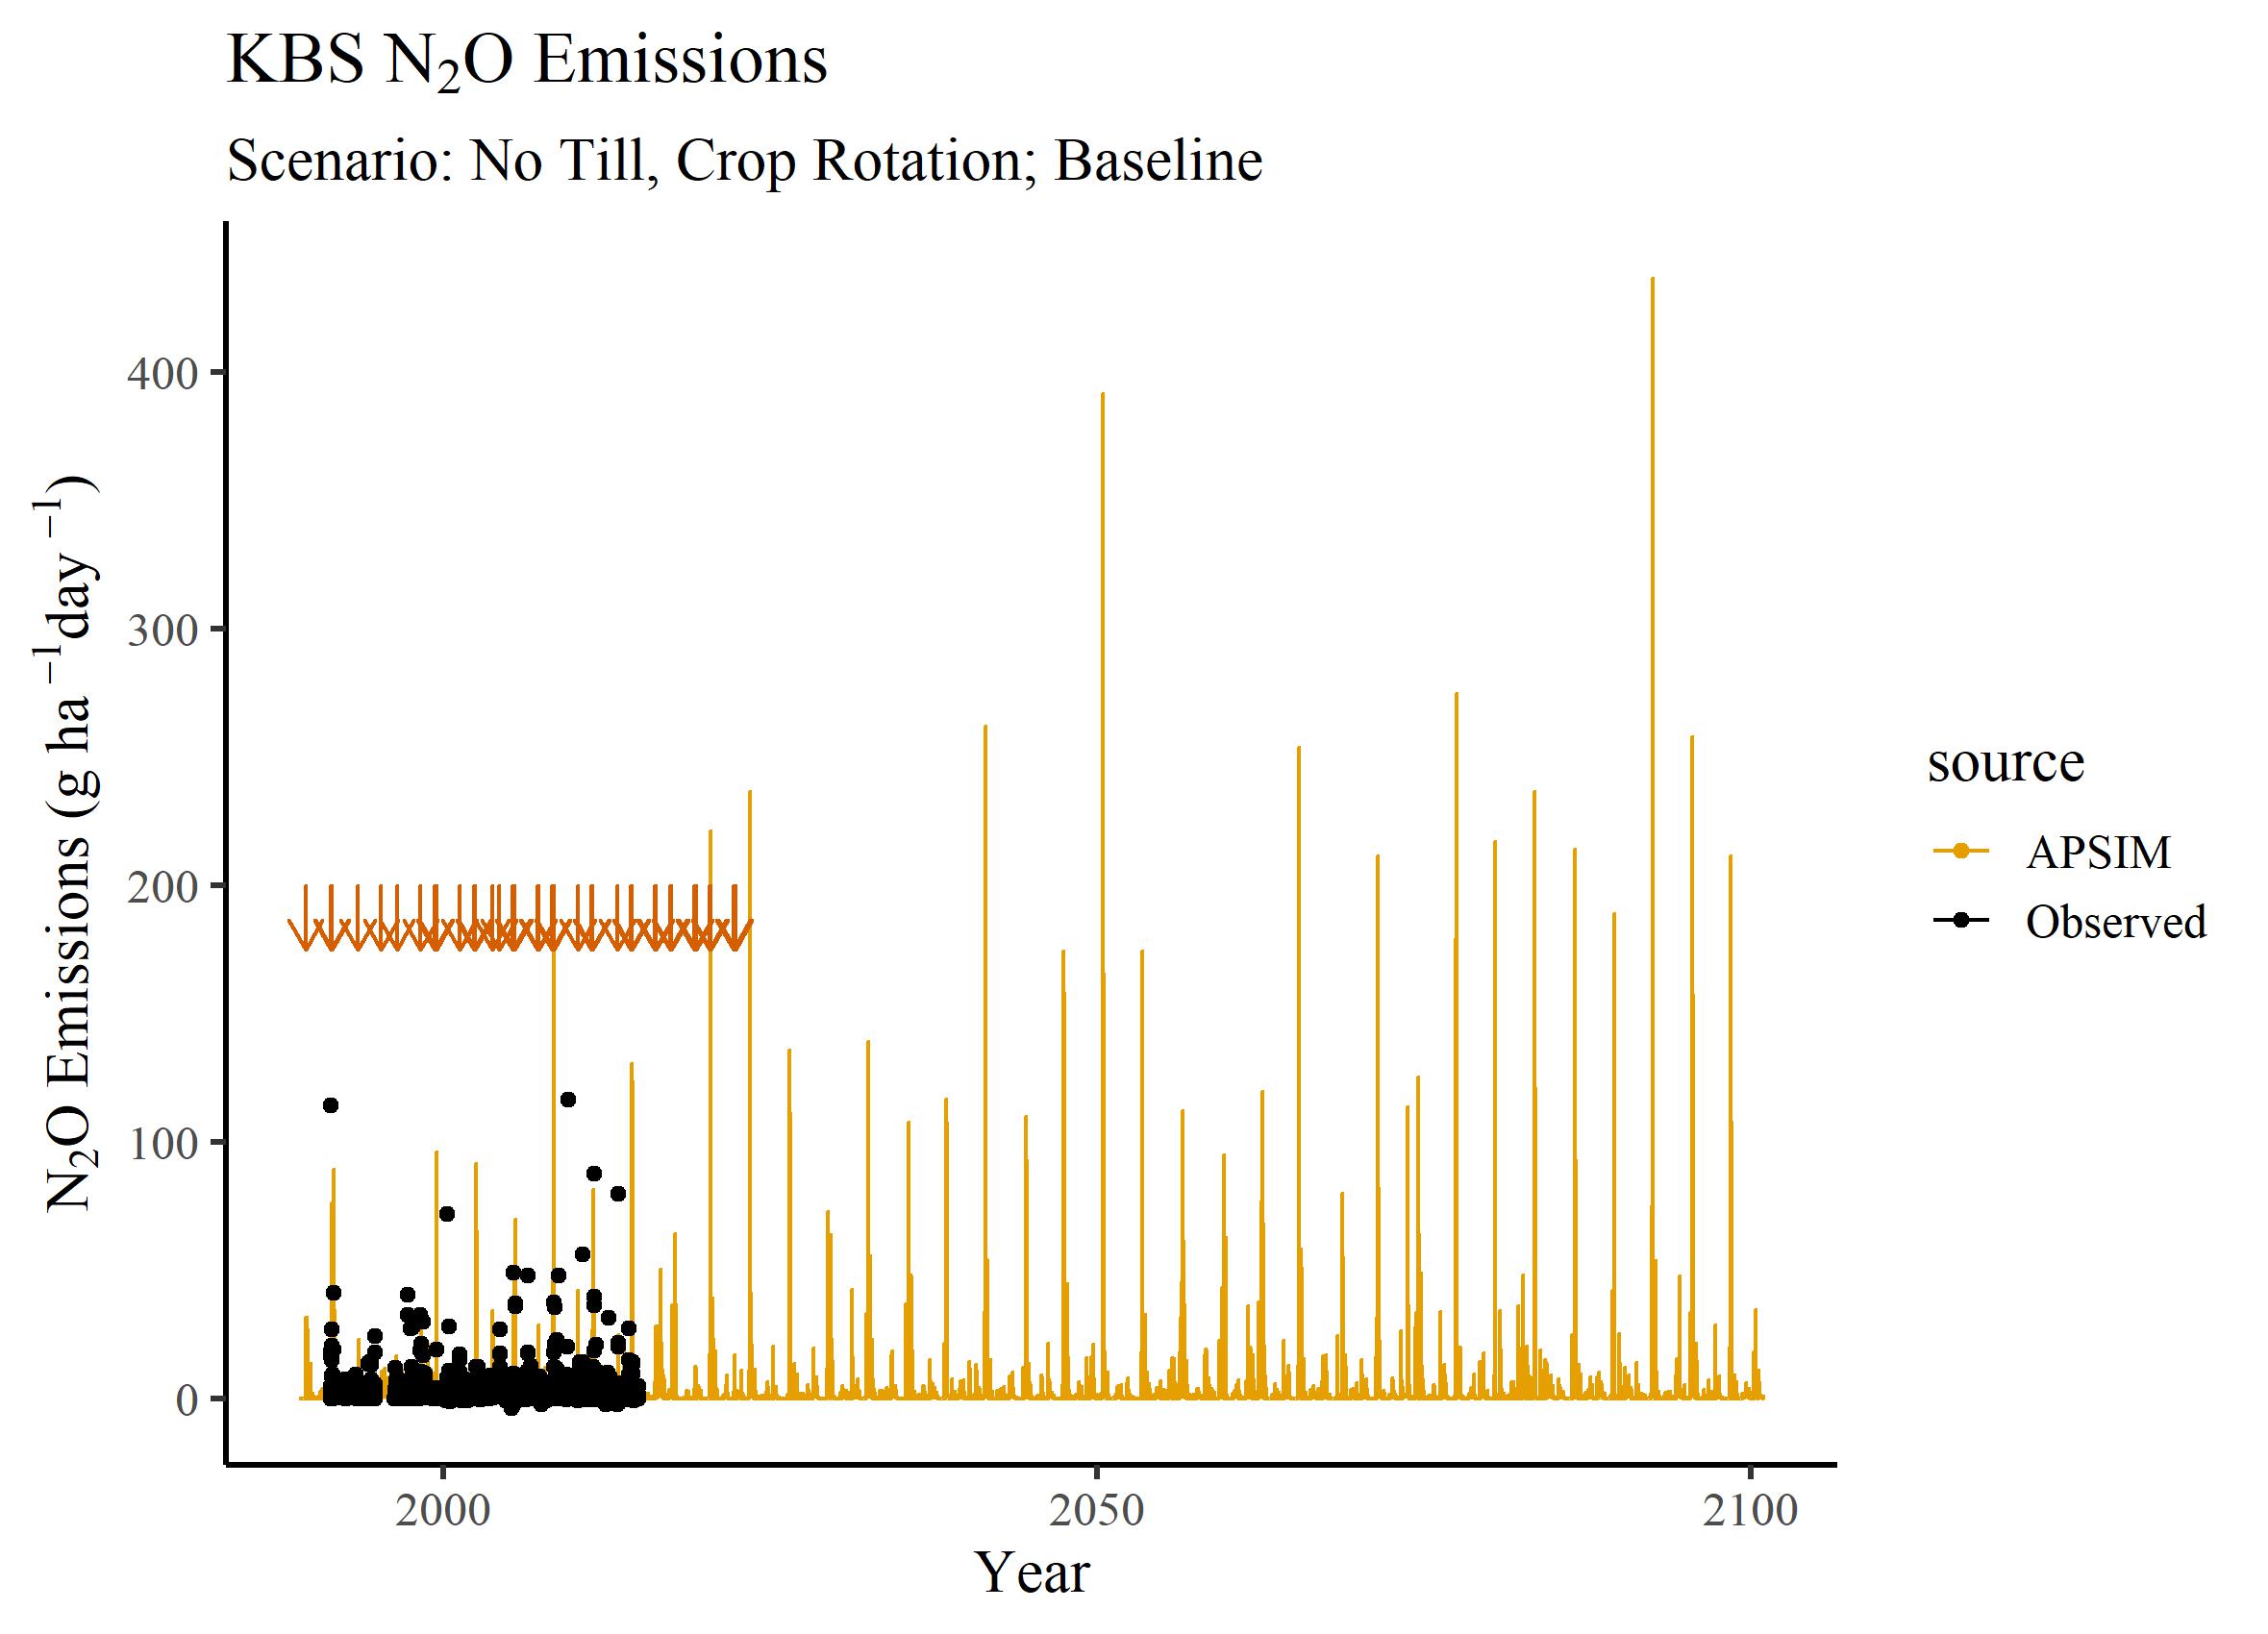 KBS N₂O Emissions
Scenario: No Till, Crop Rotation; Baseline
N₂O Emissions (g ha ⁻¹day ⁻¹)
400
300
200
100
0
2000 2050 2100
Year
source
APSIM
Observed